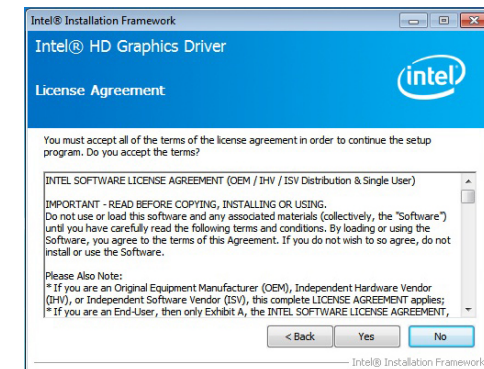 Intel® Installation Framework
Intel® HD Graphics Driver
License Agreement
intel
You must accept all of the terms of the license agreement in order to continue the setup
program. Do you accept the terms?
INTEL SOFTWARE LICENSE AGREEMENT (OEM / IHV / ISV Distribution & Single User)
IMPORTANT - READ BEFORE COPYING, INSTALLING OR USING.
Do not use or load this software and any associated materials (collectively, the "Software")
until you have carefully read the following terms and conditions. By loading or using the
Software, you agree to the terms of this Agreement. If you do not wish to so agree, do not
install or use the Software.
Please Also Note:
* If you are an Original Equipment Manufacturer (OEM), Independent Hardware Vendor
(IHV), or Independent Software Vendor (ISV), this complete LICENSE AGREEMENT applies;
* If you are an End-User, then only Exhibit A, the INTEL SOFTWARE LICENSE AGREEMENT,
< Back Yes No
Intel® Installation Framework